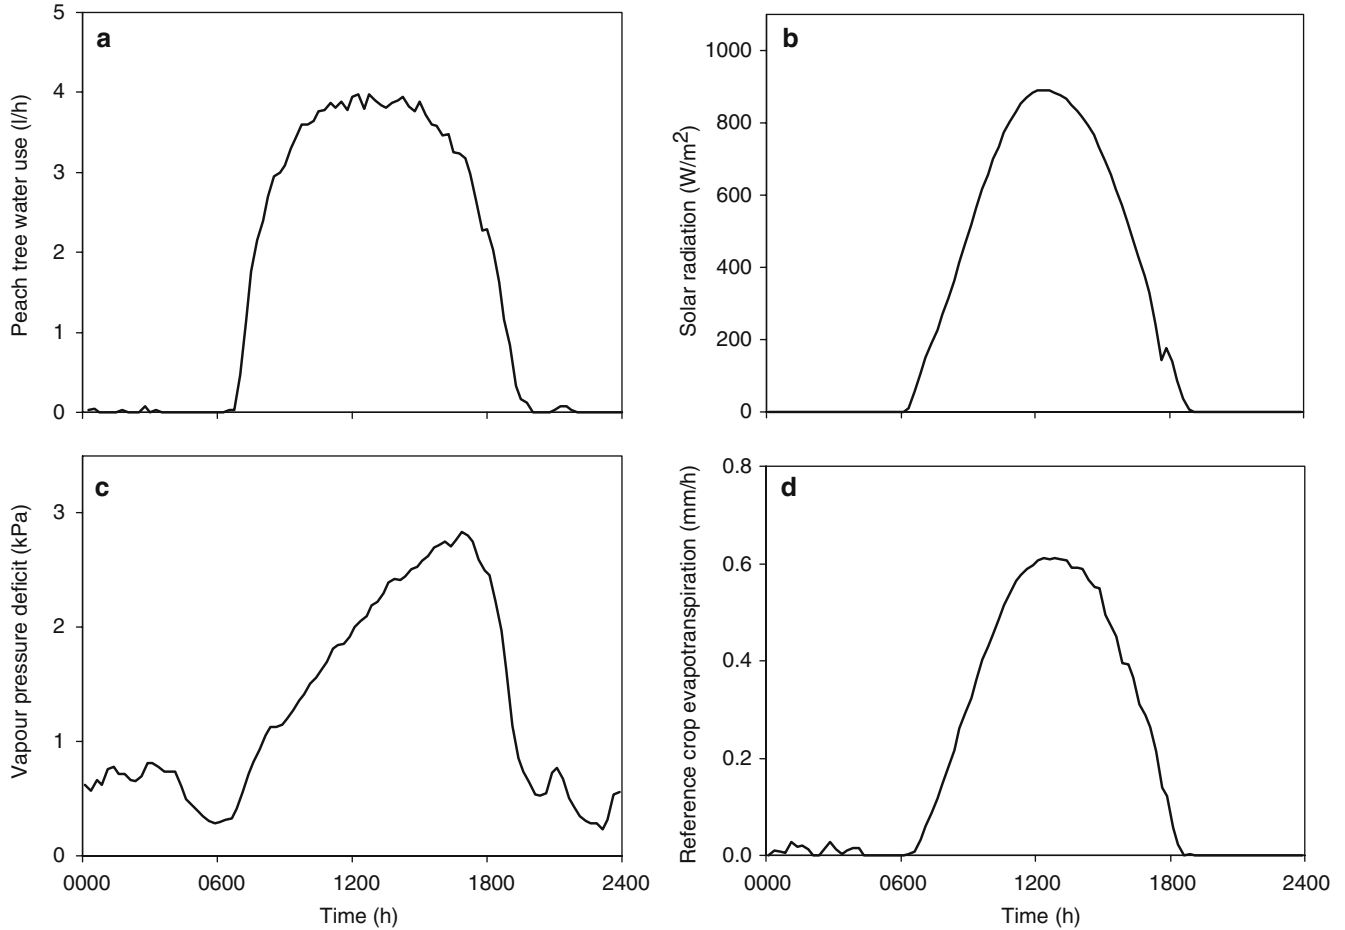 a
Peach tree water use (l/h)
5
4
3
2
1
0
b
Solar radiation (W/m2)
1000
800
600
400
200
0
c
Vapour pressure deficit (kPa)
3
2
1
0
0000 0600 1200 1800 2400
Time (h)
d
Reference crop evapotranspiration (mm/h)
0.8
0.6
0.4
0.2
0.0
0000 0600 1200 1800 2400
Time (h)